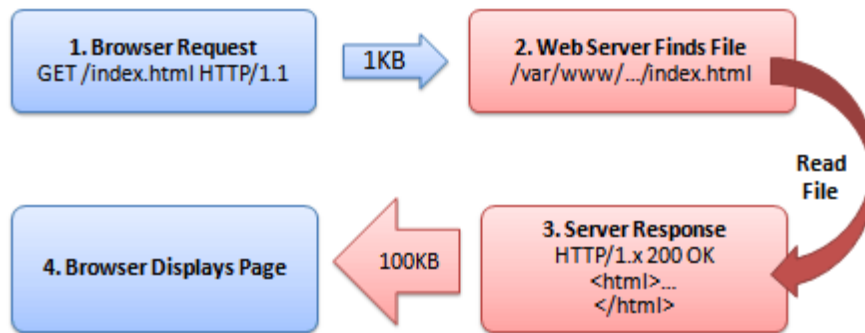 1. Browser Request
GET /index.html HTTP/1.1
1KB
2. Web Server Finds File
/var/www/.../index.html
Read
File
3. Server Response
HTTP/1.x 200 OK
<html>...
</html>
100KB
4. Browser Displays Page